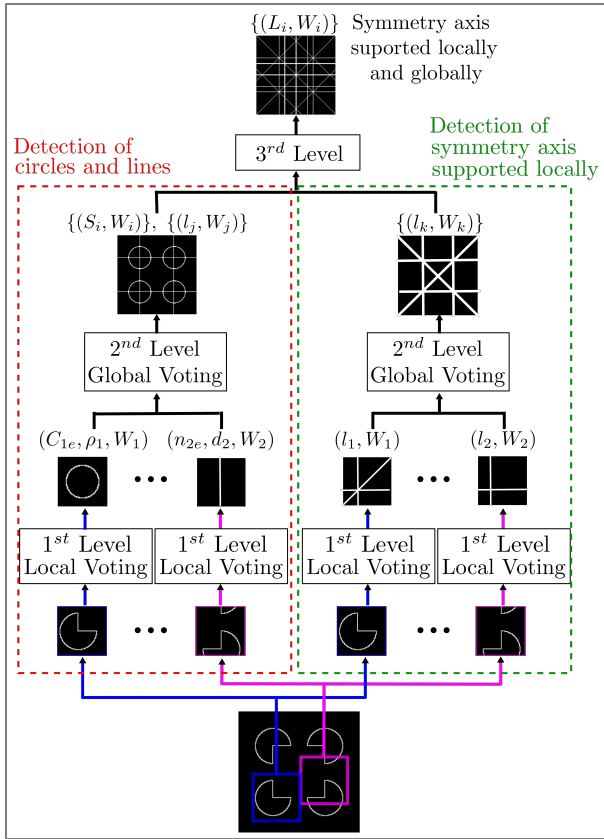 {(L_i, W_i)}
Symmetry axis
suported locally
and globally
3^rd Level
Detection of
circles and lines
Detection of
symmetry axis
supported locally
{(S_i, W_i)}, {(l_j, W_j)}
{(l_k, W_k)}
2^nd Level
Global Voting
2^nd Level
Global Voting
(C_1e, ρ_1, W_1)
(n_2e, d_2, W_2)
(l_1, W_1)
(l_2, W_2)
1^st Level
Local Voting
1^st Level
Local Voting
1^st Level
Local Voting
1^st Level
Local Voting